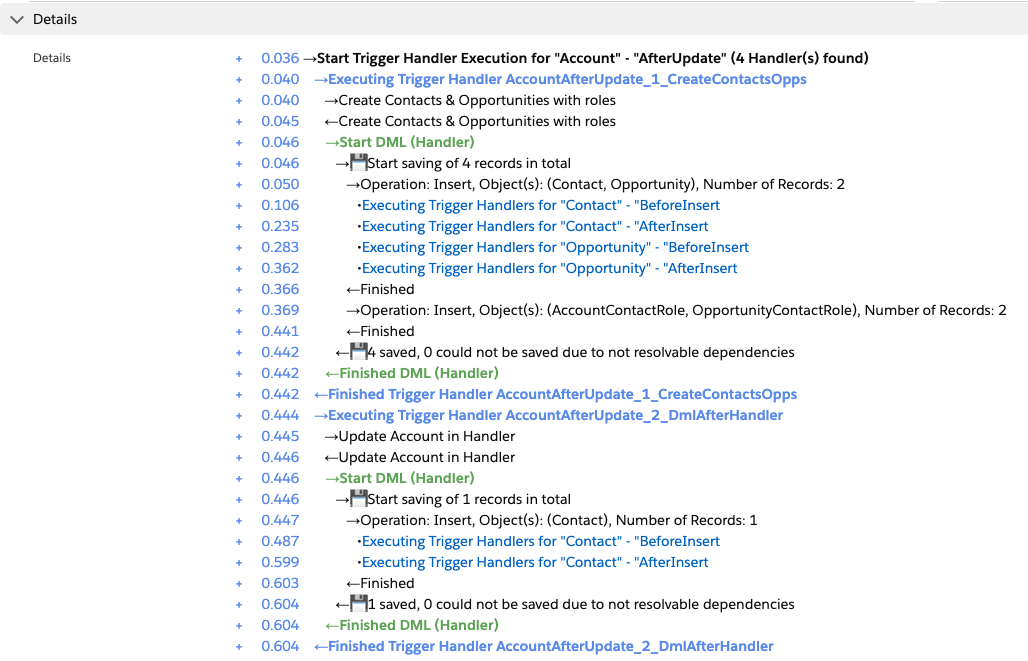 Details
Details
+ 0.036 →Start Trigger Handler Execution for "Account" - "AfterUpdate" (4 Handler(s) found)
+ 0.040 →Executing Trigger Handler AccountAfterUpdate_1_CreateContactsOpps
+ 0.040 →Create Contacts & Opportunities with roles
+ 0.045 ←Create Contacts & Opportunities with roles
+ 0.046 →Start DML (Handler)
+ 0.046 →💾Start saving of 4 records in total
+ 0.050 →Operation: Insert, Object(s): (Contact, Opportunity), Number of Records: 2
+ 0.106 •Executing Trigger Handlers for "Contact" - "BeforeInsert
+ 0.235 •Executing Trigger Handlers for "Contact" - "AfterInsert
+ 0.283 •Executing Trigger Handlers for "Opportunity" - "BeforeInsert
+ 0.362 •Executing Trigger Handlers for "Opportunity" - "AfterInsert
+ 0.366 ←Finished
+ 0.369 →Operation: Insert, Object(s): (AccountContactRole, OpportunityContactRole), Number of Records: 2
+ 0.441 ←Finished
+ 0.442 ←💾4 saved, 0 could not be saved due to not resolvable dependencies
+ 0.442 ←Finished DML (Handler)
+ 0.442 ←Finished Trigger Handler AccountAfterUpdate_1_CreateContactsOpps
+ 0.444 →Executing Trigger Handler AccountAfterUpdate_2_DmlAfterHandler
+ 0.445 →Update Account in Handler
+ 0.446 ←Update Account in Handler
+ 0.446 →Start DML (Handler)
+ 0.446 →💾Start saving of 1 records in total
+ 0.447 →Operation: Insert, Object(s): (Contact), Number of Records: 1
+ 0.487 •Executing Trigger Handlers for "Contact" - "BeforeInsert
+ 0.599 •Executing Trigger Handlers for "Contact" - "AfterInsert
+ 0.603 ←Finished
+ 0.604 ←💾1 saved, 0 could not be saved due to not resolvable dependencies
+ 0.604 ←Finished DML (Handler)
+ 0.604 ←Finished Trigger Handler AccountAfterUpdate_2_DmlAfterHandler